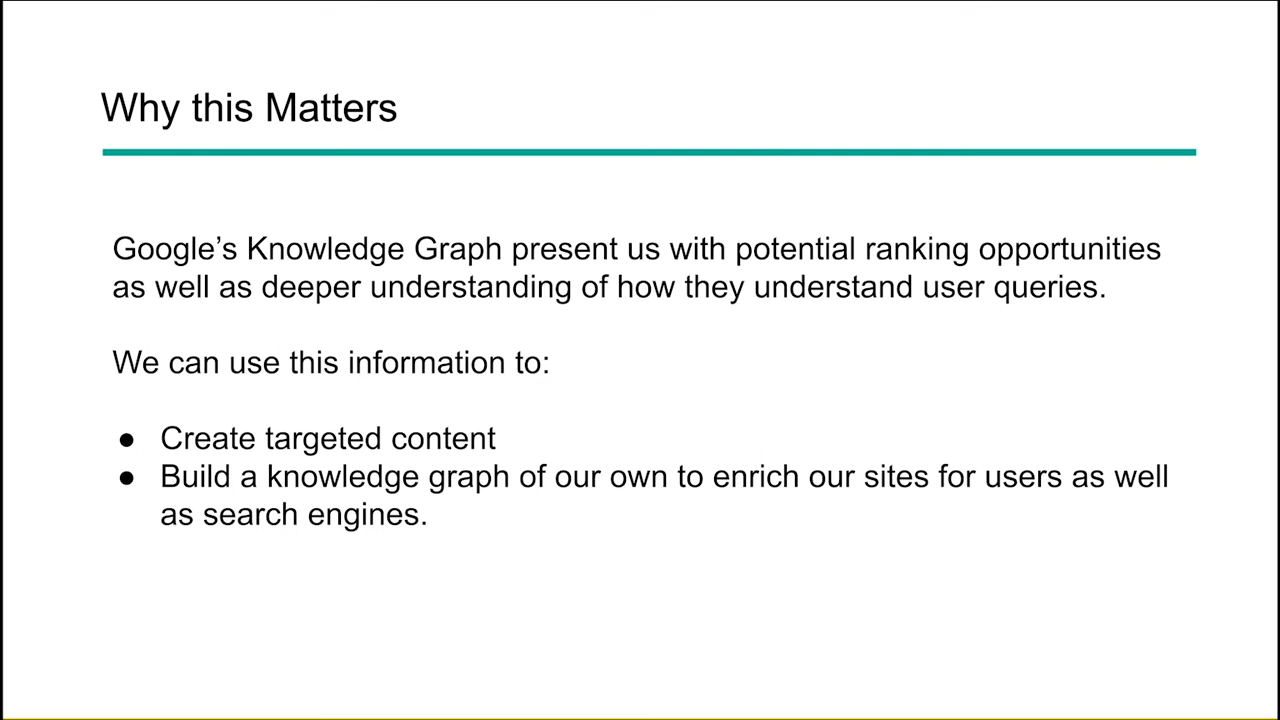 Why this Matters
Google’s Knowledge Graph present us with potential ranking opportunities
as well as deeper understanding of how they understand user queries.
We can use this information to:
● Create targeted content
● Build a knowledge graph of our own to enrich our sites for users as well
as search engines.